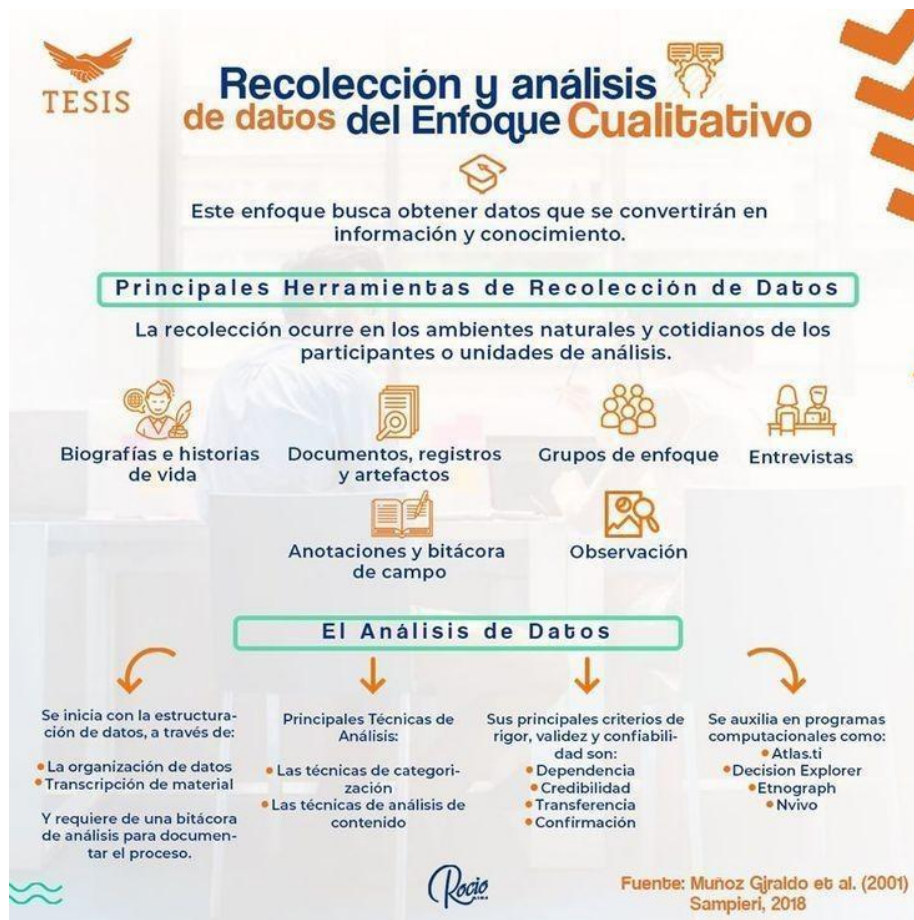 TESIS
Recolección y análisis
de datos del Enfoque Cualitativo
Este enfoque busca obtener datos que se convertirán en
información y conocimiento.
Principales Herramientas de Recolección de Datos
La recolección ocurre en los ambientes naturales y cotidianos de los
participantes o unidades de análisis.
Biografías e historias
de vida
Documentos, registros
y artefactos
Grupos de enfoque
Entrevistas
Anotaciones y bitácora
de campo
Observación
El Análisis de Datos
Se inicia con la estructura-
ción de datos, a través de:
La organización de datos
Transcripción de material
Y requiere de una bitácora
de análisis para documen-
tar el proceso.
Principales Técnicas de
Análisis:
Las técnicas de categori-
zación
Las técnicas de análisis de
contenido
Sus principales criterios de
rigor, validez y confiabili-
dad son:
Dependencia
Credibilidad
Transferencia
Confirmación
Se auxilia en programas
computacionales como:
Atlas.ti
Decision Explorer
Etnograph
Nvivo
Rocio
Fuente: Muñoz Giraldo et al. (2001)
Sampieri, 2018